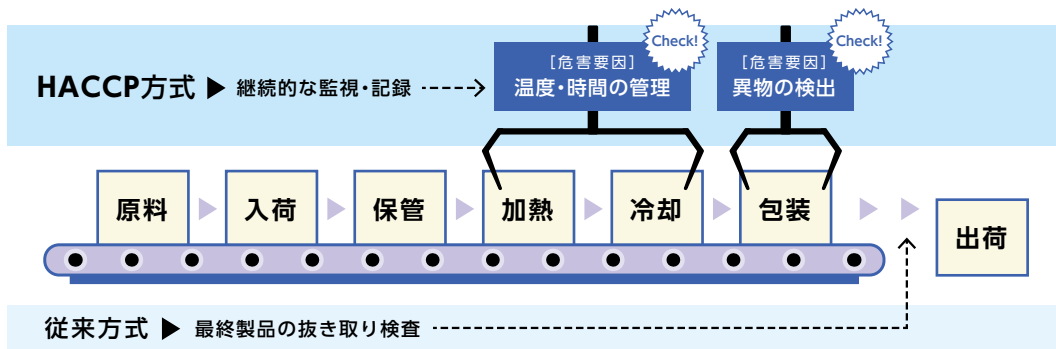 Check!
Check!
[危害要因]
温度・時間の管理
[危害要因]
異物の検出
HACCP方式 ▶ 継続的な監視・記録
原料
入荷
保管
加熱
冷却
包装
出荷
従来方式 ▶ 最終製品の抜き取り検査